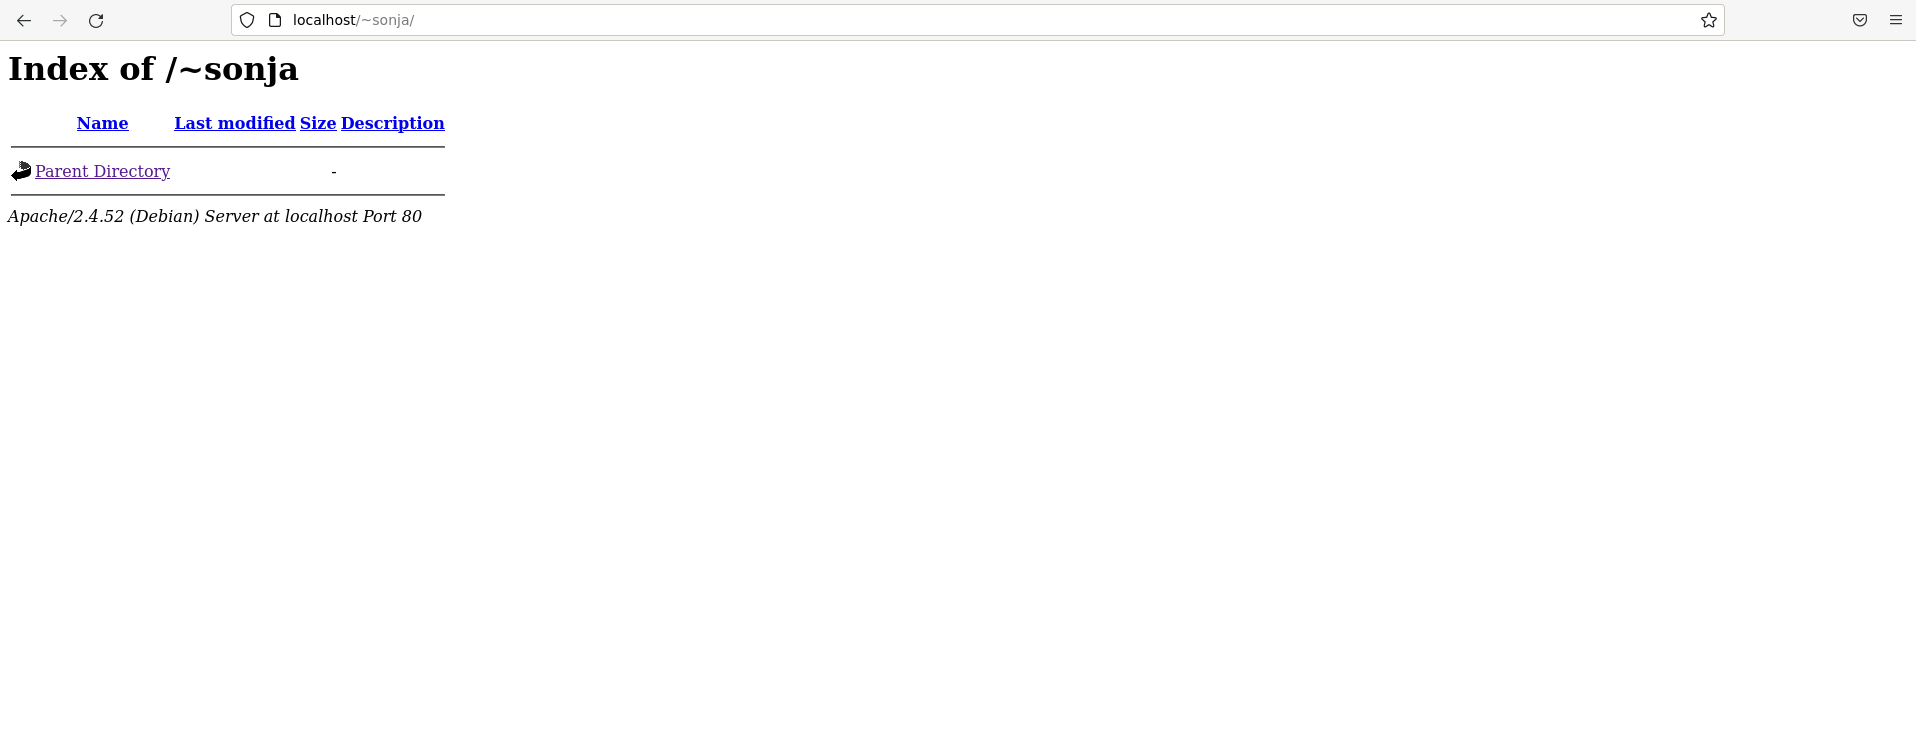 localhost/~sonja/
Index of /~sonja
Name Last modified Size Description
Parent Directory -
Apache/2.4.52 (Debian) Server at localhost Port 80